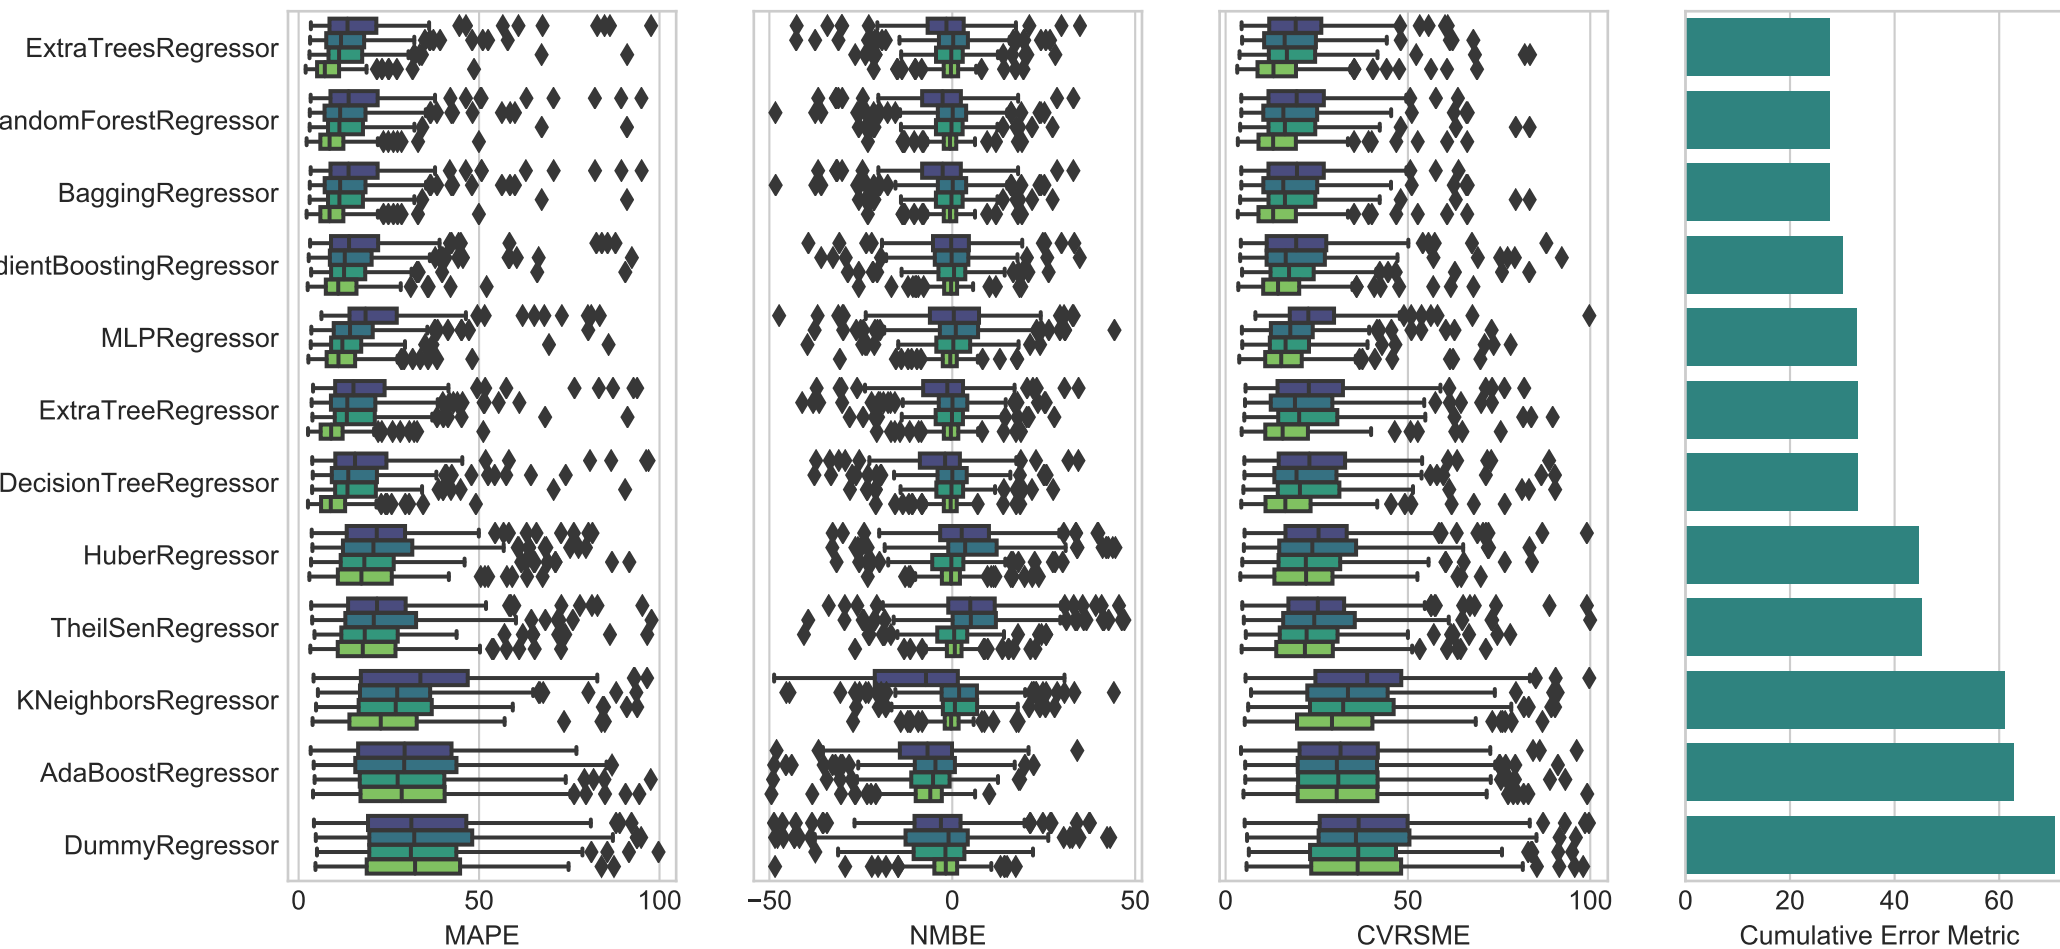 ExtraTreesRegressor
andomForestRegressor
BaggingRegressor
dientBoostingRegressor
MLPRegressor
ExtraTreeRegressor
DecisionTreeRegressor
HuberRegressor
TheilSenRegressor
KNeighborsRegressor
AdaBoostRegressor
DummyRegressor
0 50 100 −50 0 50 0 50 100 0 20 40 60
MAPE NMBE CVRSME Cumulative Error Metric